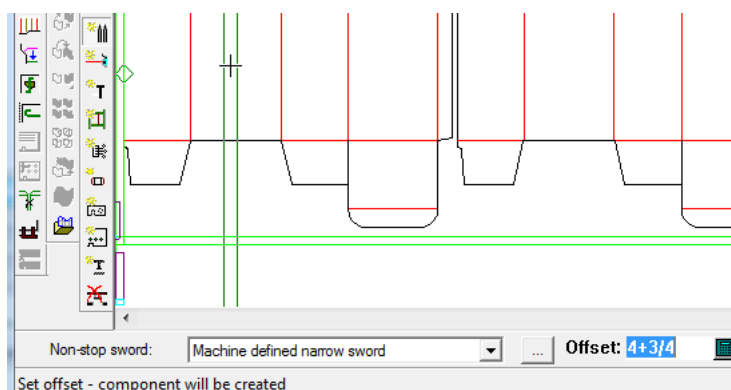 Non-stop sword: Machine defined narrow sword ... Offset: 4+3/4
Set offset - component will be created